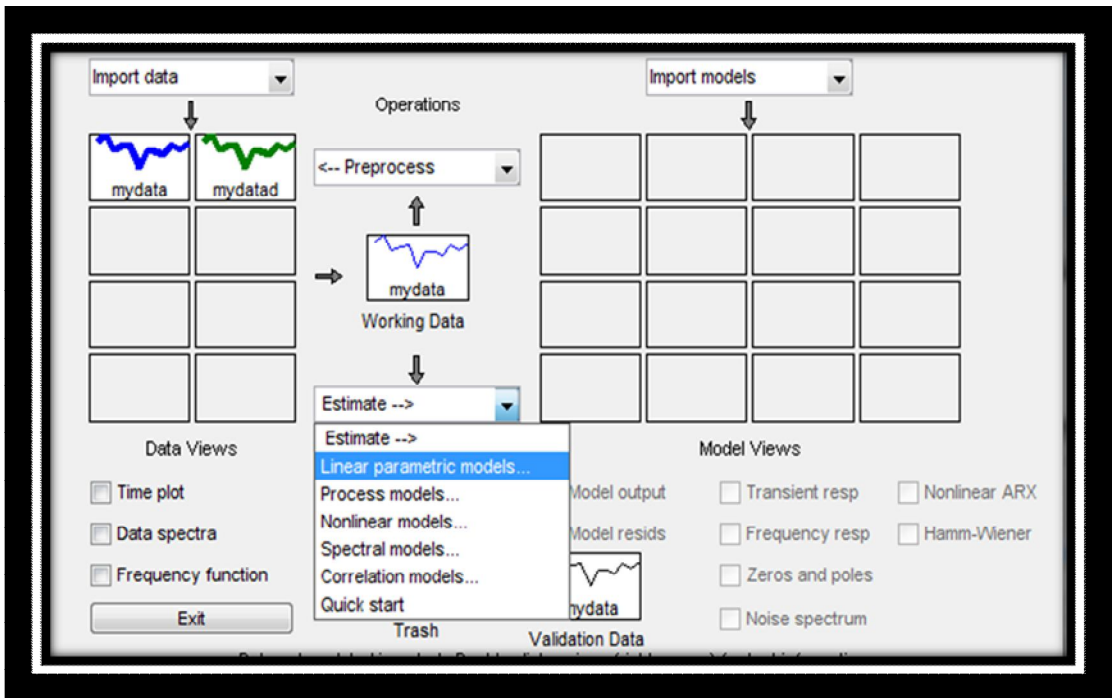 Import data
Import models
Operations
<-- Preprocess
mydata
mydatad
mydata
Working Data
Estimate -->
Estimate -->
Linear parametric models...
Process models...
Nonlinear models...
Spectral models...
Correlation models...
Quick start
Data Views
Time plot
Data spectra
Frequency function
Exit
Trash
Model Views
Model output
Model resids
Transient resp
Frequency resp
Zeros and poles
Noise spectrum
Nonlinear ARX
Hamm-Wiener
mydata
Validation Data